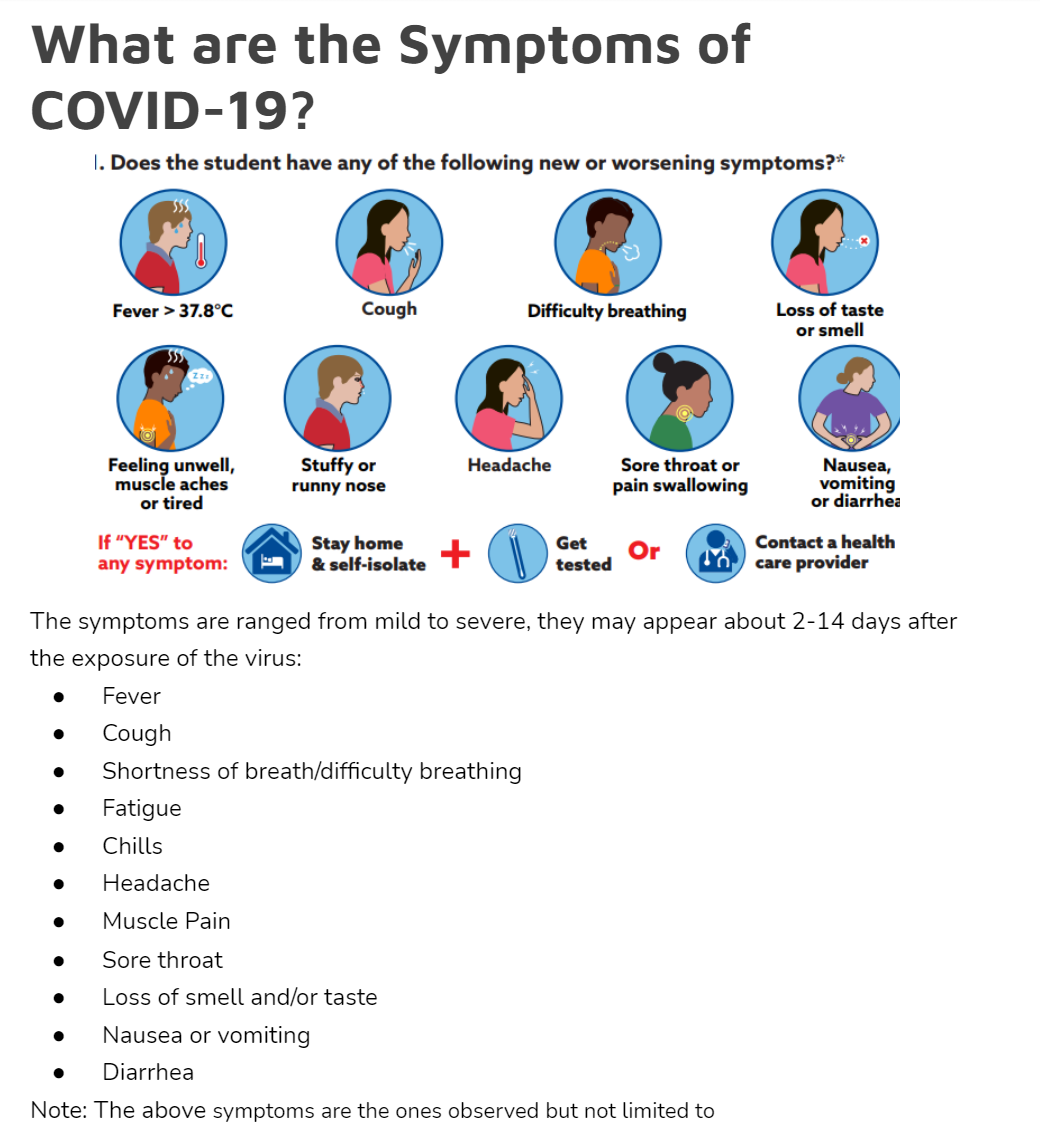 What are the Symptoms of
COVID-19?
1. Does the student have any of the following new or worsening symptoms?*
Fever > 37.8°C
Cough
Difficulty breathing
Loss of taste
or smell
Feeling unwell,
muscle aches
or tired
Stuffy or
runny nose
Headache
Sore throat or
pain swallowing
Nausea,
vomiting
or diarrhea
If “YES” to
any symptom:
Stay home
& self-isolate
+
Get
tested
Or
Contact a health
care provider
The symptoms are ranged from mild to severe, they may appear about 2-14 days after
the exposure of the virus:
● Fever
● Cough
● Shortness of breath/difficulty breathing
● Fatigue
● Chills
● Headache
● Muscle Pain
● Sore throat
● Loss of smell and/or taste
● Nausea or vomiting
● Diarrhea
Note: The above symptoms are the ones observed but not limited to